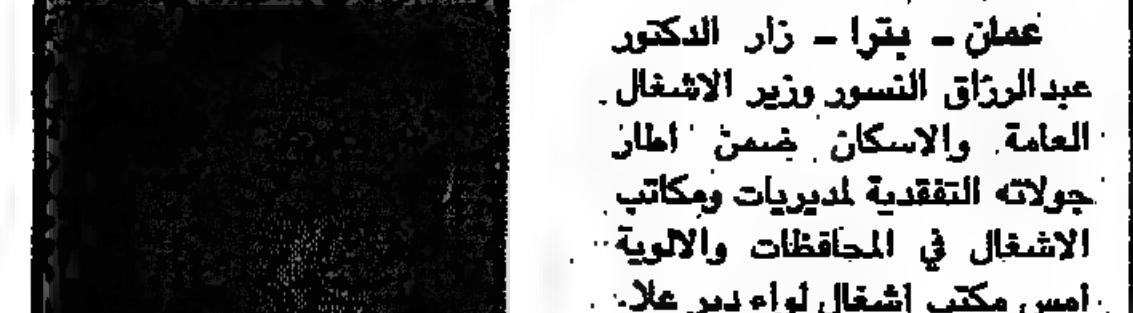 عمان - بترا - زار الدكتور
عبدالرزاق النسور وزير الاشغال
العامة والاسكان ضمن اطار
جولاته التفقدية لمديريات ومكاتب
الاشغال في المحافظات والالوية
امس مكتب اشغال لواء دير علا.